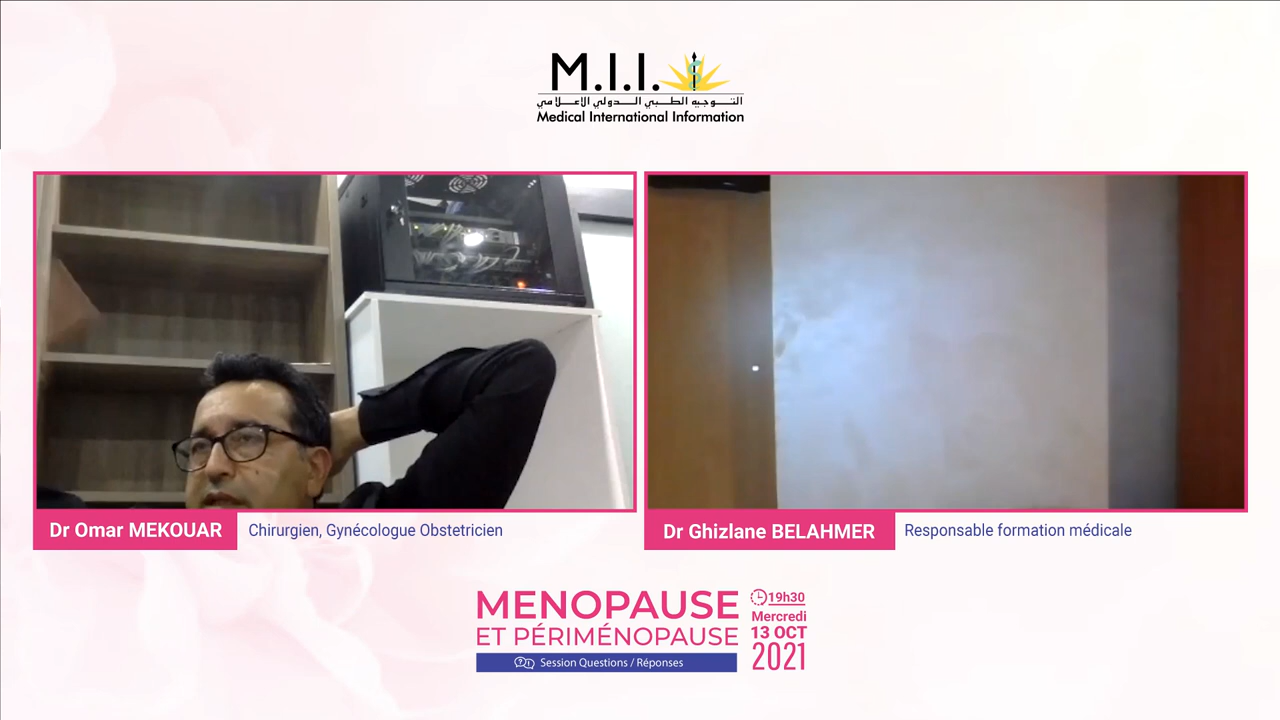 M.I.I.
التوجيه الطبي الدولي الاعلامي
Medical International Information
Dr Omar MEKOUAR
Chirurgien, Gynécologue Obstetricien
Dr Ghizlane BELAHMER
Responsable formation médicale
MENOPAUSE
ET PÉRIMÉNOPAUSE
Session Questions / Réponses
19h30
Mercredi
13 OCT
2021